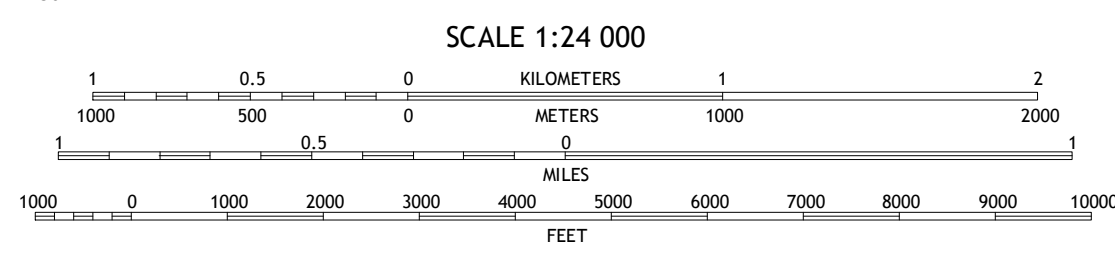 SCALE 1:24 000
1 0.5 0 KILOMETERS 1 2
1000 500 0 METERS 1000 2000
1 0.5 0 1
MILES
1000 0 1000 2000 3000 4000 5000 6000 7000 8000 9000 10000
FEET